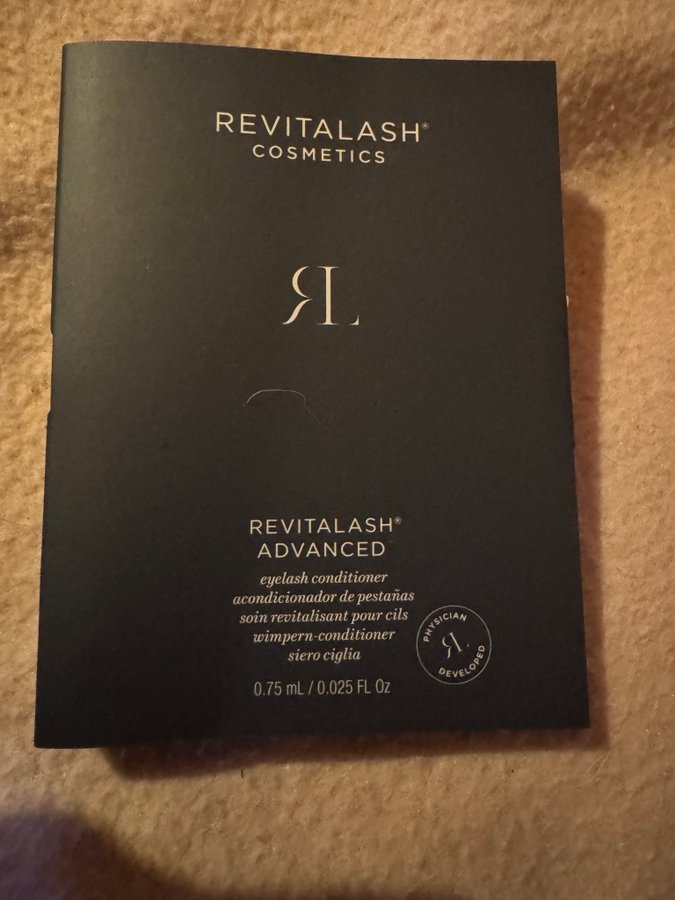 REVITALASH®
COSMETICS
RL
REVITALASH®
ADVANCED
eyelash conditioner
acondicionador de pestañas
soin revitalisant pour cils
wimpern-conditioner
siero ciglia
0.75 mL / 0.025 FL Oz
PHYSICIAN
RL
DEVELOPED